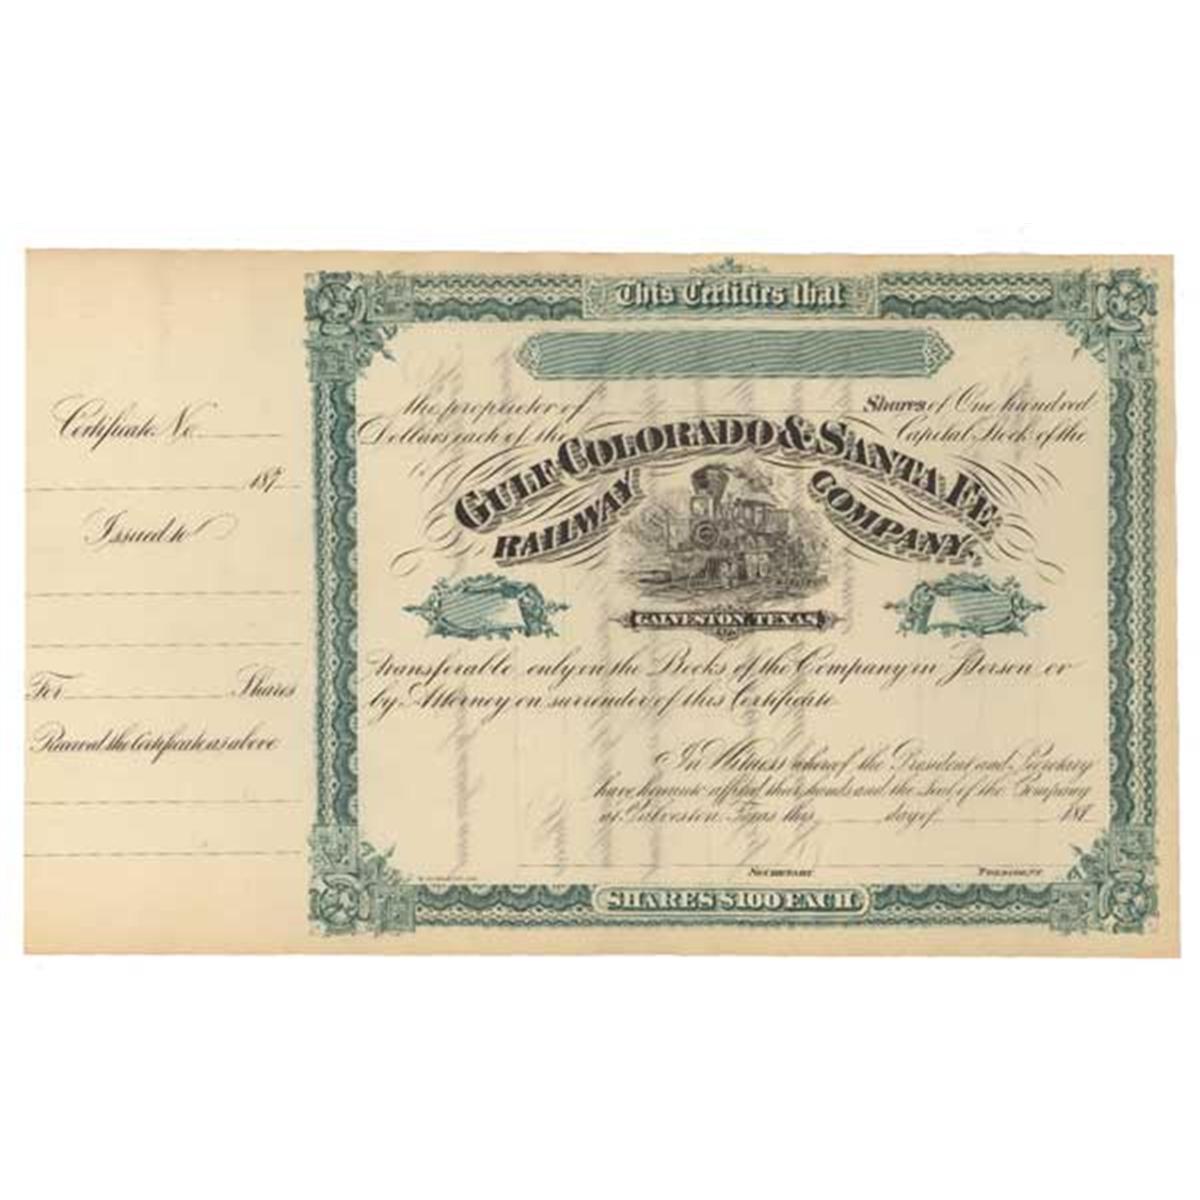 Certificate No.
187
Issued to
For Shares
Received the Certificate as above
This Certifies that
the proprietor of Shares of One hundred
Dollars each of the Capital Stock of the
GULF COLORADO & SANTA FE
RAILWAY COMPANY.
GALVESTON, TEXAS
Transferable only on the Books of the Company in Person or
by Attorney on surrender of this Certificate
In Witness whereof the President and Secretary
have hereunto affixed their hands and the Seal of the Company
at Galveston Texas this day of 187
SECRETARY PRESIDENT
SHARES $100 EACH.